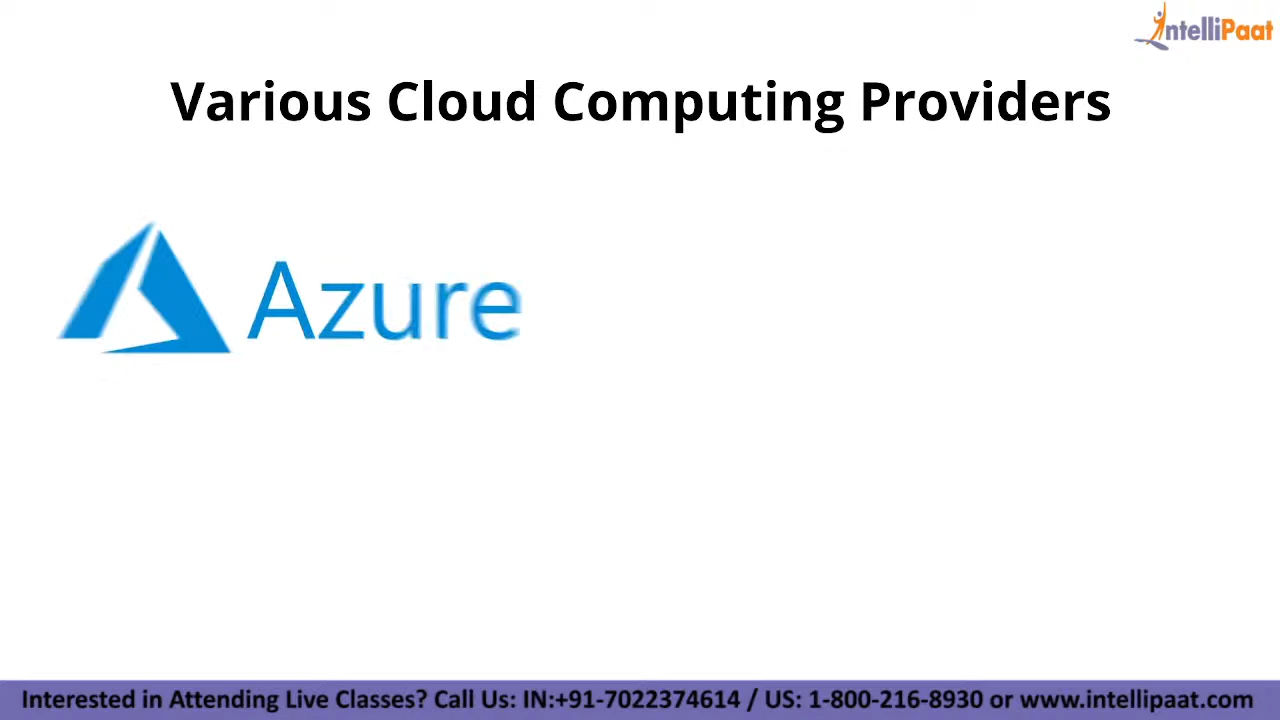 IntelliPaat
Various Cloud Computing Providers
Azure
Interested in Attending Live Classes? Call Us: IN:+91-7022374614 / US: 1-800-216-8930 or www.intellipaat.com